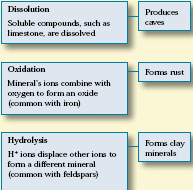 Dissolution
Soluble compounds, such as
limestone, are dissolved
Produces
caves
Oxidation
Mineral's ions combine with
oxygen to form an oxide
(common with iron)
Forms rust
Hydrolysis
H+ ions displace other ions to
form a different mineral
(common with feldspars)
Forms clay
minerals